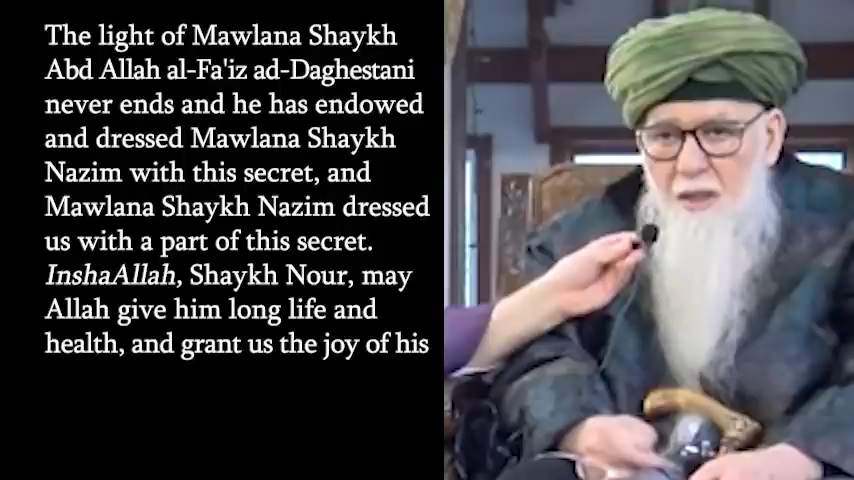 The light of Mawlana Shaykh
Abd Allah al-Fa'iz ad-Daghestani
never ends and he has endowed
and dressed Mawlana Shaykh
Nazim with this secret, and
Mawlana Shaykh Nazim dressed
us with a part of this secret.
InshaAllah, Shaykh Nour, may
Allah give him long life and
health, and grant us the joy of his